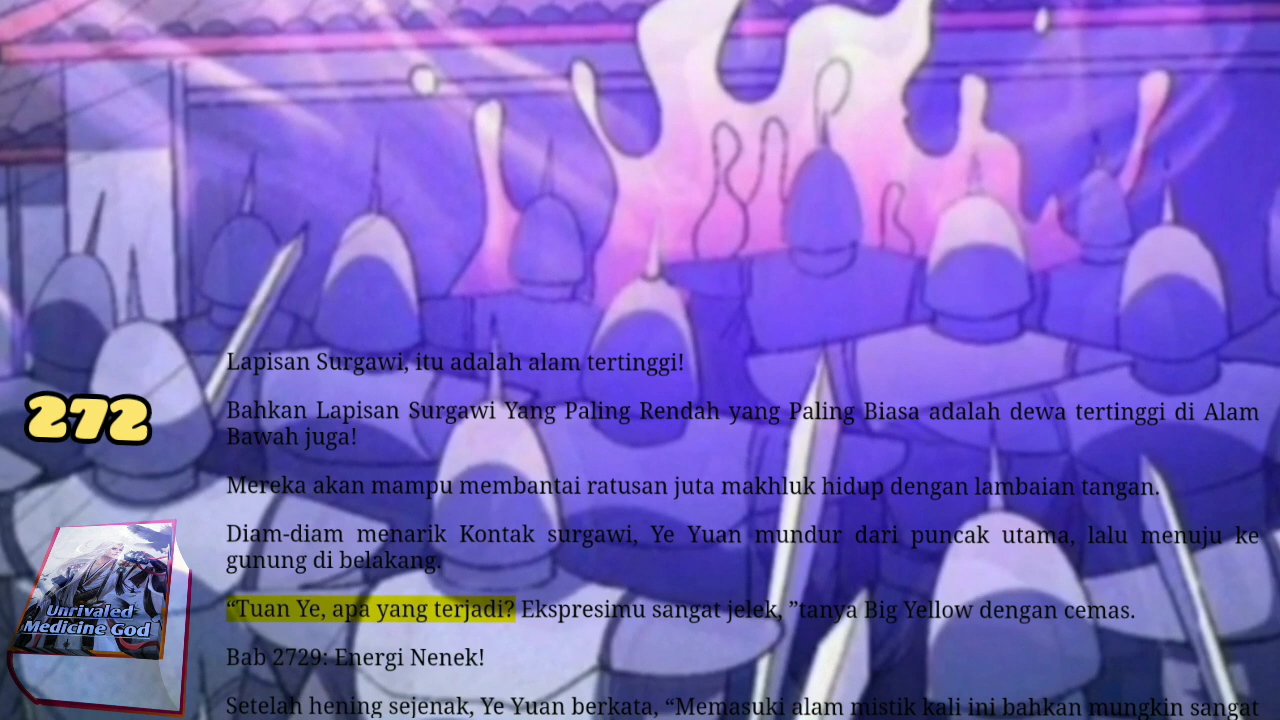 Lapisan Surgawi, itu adalah alam tertinggi!
Bahkan Lapisan Surgawi Yang Paling Rendah yang Paling Biasa adalah dewa tertinggi di Alam
Bawah juga!
Mereka akan mampu membantai ratusan juta makhluk hidup dengan lambaian tangan.
Diam-diam menarik Kontak surgawi, Ye Yuan mundur dari puncak utama, lalu menuju ke
gunung di belakang.
“Tuan Ye, apa yang terjadi? Ekspresimu sangat jelek, ”tanya Big Yellow dengan cemas.
Bab 2729: Energi Nenek!
Setelah hening sejenak, Ye Yuan berkata, “Memasuki alam mistik kali ini bahkan mungkin sangat
272
Unrivaled
Medicine God